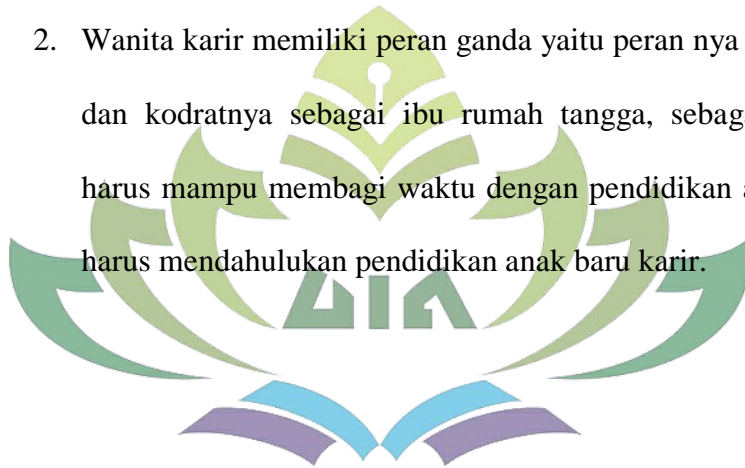 2. Wanita karir memiliki peran ganda yaitu peran nya
dan kodratnya sebagai ibu rumah tangga,
harus mampu membagi waktu dengan pendidikan
harus mendahulukan pendidikan anak baru karir.
UIN